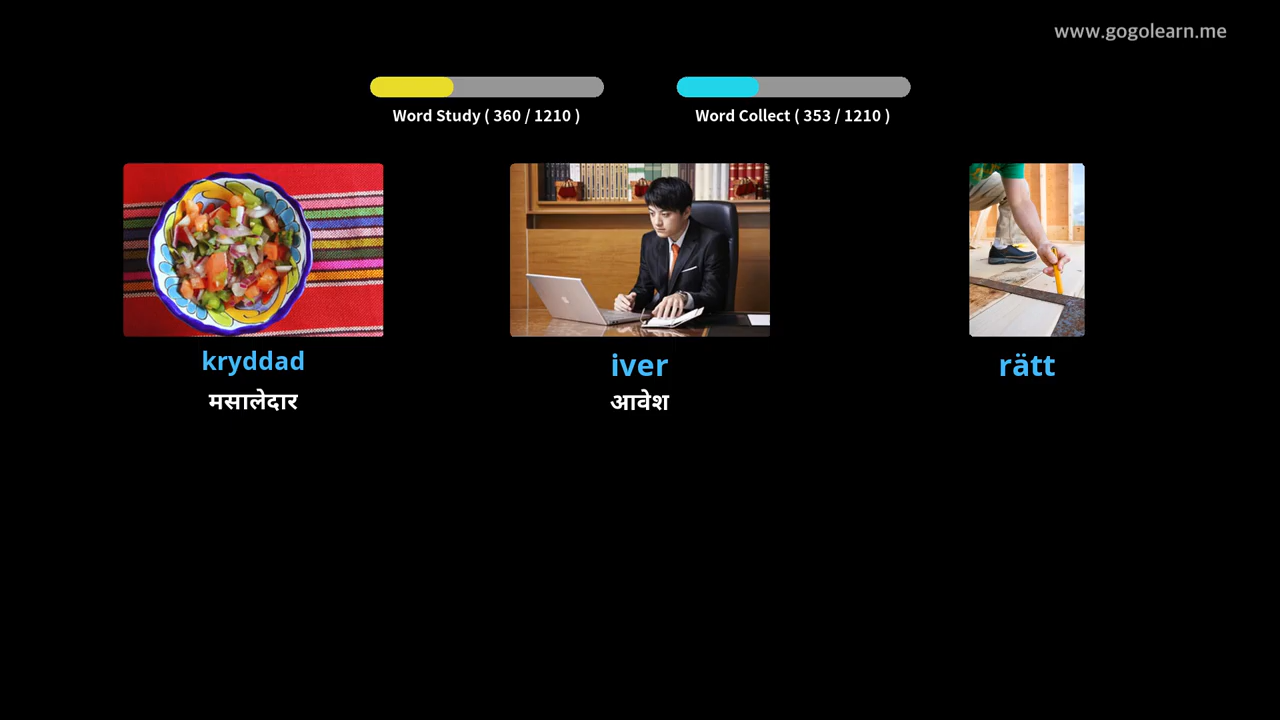 www.gogolearn.me
Word Study ( 360 / 1210 )
Word Collect ( 353 / 1210 )
kryddad
मसालेदार
iver
आवेश
rätt